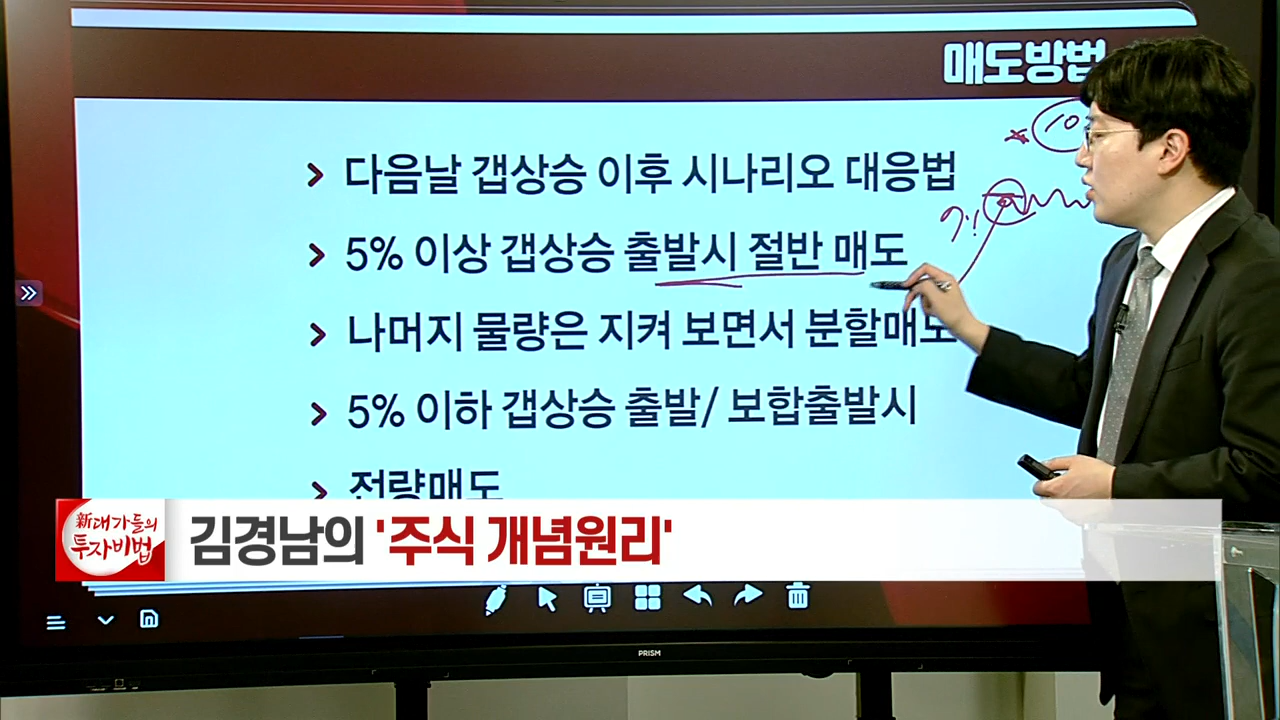 매도방법
10
다음날 갭상승 이후 시나리오 대응법
5% 이상 갭상승 출발시 절반 매도
나머지 물량은 지켜 보면서 분할매도
5% 이하 갭상승 출발/ 보합출발시
전량매도
新대가들의
투자비법
김경남의 '주식 개념원리'
PRISM